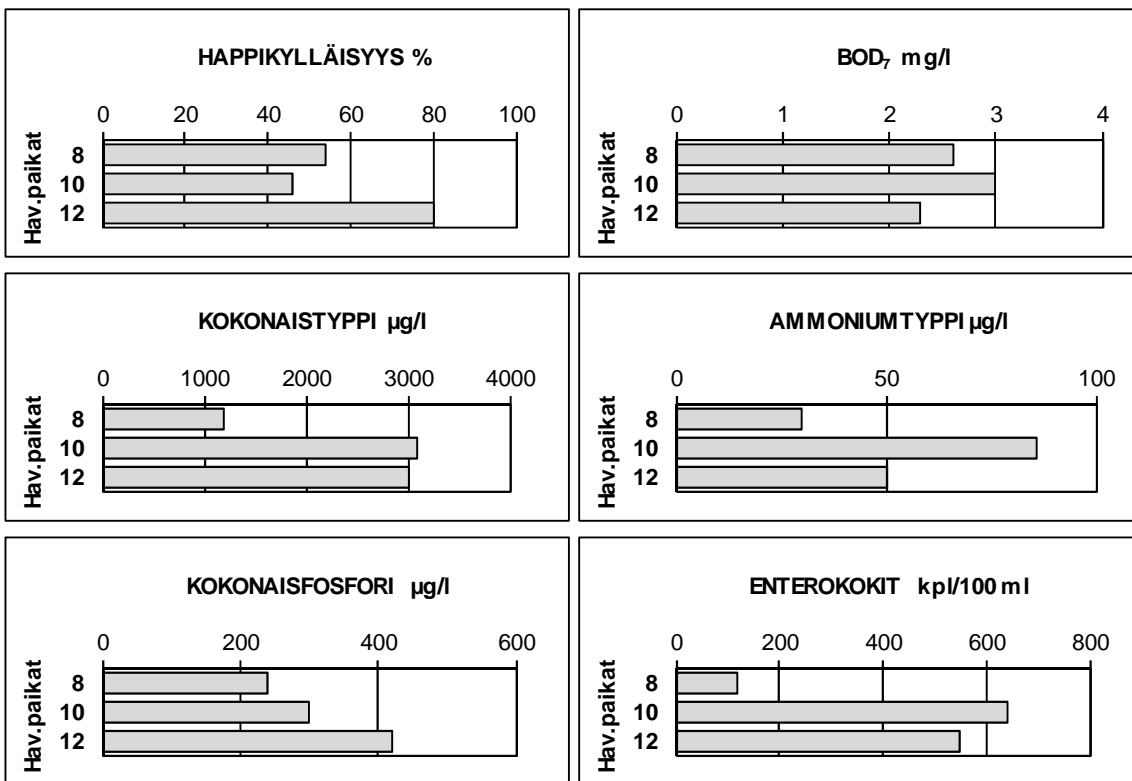 HAPPIKYLLÄISYYS %
0 20 40 60 80 100
Hav.paikat
8
10
12
BOD₇ mg/l
0 1 2 3 4
Hav.paikat
8
10
12
KOKONAISTYPPI µg/l
0 1000 2000 3000 4000
Hav.paikat
8
10
12
AMMONIUMTYPPI µg/l
0 50 100
Hav.paikat
8
10
12
KOKONAISFOSFORI µg/l
0 200 400 600
Hav.paikat
8
10
12
ENTEROKOKIT kpl/100 ml
0 200 400 600 800
Hav.paikat
8
10
12